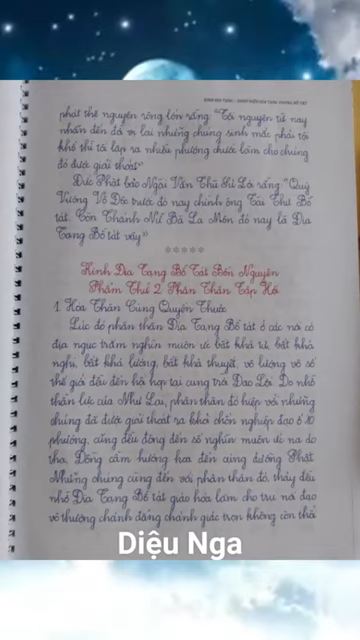 KINH ĐỊA TẠNG – DANH HIỆU ĐỊA TẠNG VƯƠNG BỒ TÁT
phát thệ nguyện rộng lớn rằng "Tôi nguyện từ nay
nhẫn đến đời vị lai những chúng sinh mắc phải tội
khổ thì tôi lập ra nhiều phương chước làm cho chúng
đó được giải thoát"
Đức Phật bảo Ngài Văn Thù Sư Lợi rằng "Quỷ
Vương Vô Độc trước đó nay chính ông Tài Thủ Bồ
tát. Còn Thánh Nữ Bà La Môn đó nay là Địa
Tạng Bồ tát vậy"
*****
Kinh Địa Tạng Bồ Tát Bổn Nguyện
Phẩm Thứ 2 Phân Thân Tập Hội
1. Hóa Thân Cùng Quyến Thuộc
Lúc đó phân thân Địa Tạng Bồ tát ở các nơi có
địa ngục trăm nghìn muôn ức bất khả tư, bất khả
nghị, bất khả lượng, bất khả thuyết, vô lượng vô số
thế giới đều đến hội họp tại cung trời Đao Lợi. Do nhờ
thần lực của Như Lai, phân thân đó hiệp với những
chúng đã được giải thoát ra khỏi chốn nghiệp đạo ở 10
phương, cũng đều đông đến số nghìn muôn ức na do
tha. Đồng cầm hương hoa đến cúng dường Phật
Những chúng cùng đến với phân thân đó, thảy đều
nhờ Địa Tạng Bồ tát giáo hóa làm cho trụ nơi đạo
vô thượng chánh đẳng chánh giác trọn không còn thối
Diệu Nga